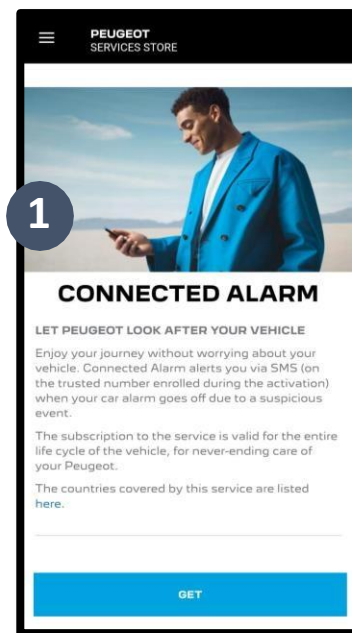 PEUGEOT
SERVICES STORE
1
CONNECTED ALARM
LET PEUGEOT LOOK AFTER YOUR VEHICLE
Enjoy your journey without worrying about your
vehicle. Connected Alarm alerts you via SMS (on
the trusted number enrolled during the activation)
when your car alarm goes off due to a suspicious
event.
The subscription to the service is valid for the entire
life cycle of the vehicle, for never-ending care of
your Peugeot.
The countries covered by this service are listed
here.
GET